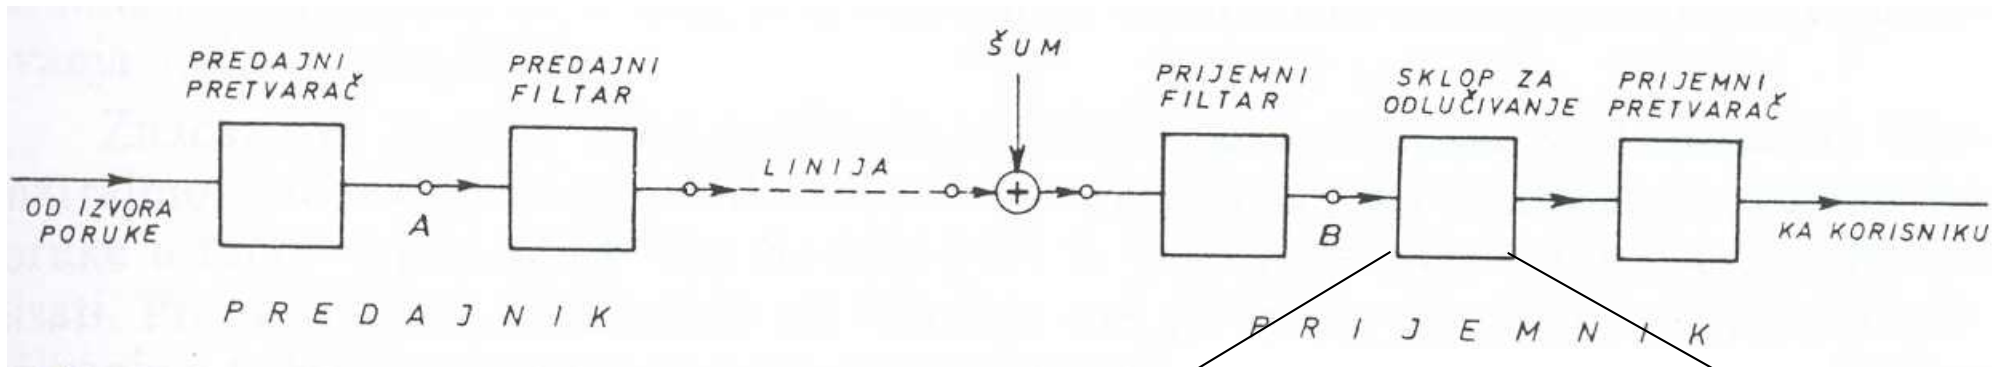 PREDAJNI
PRETVARAČ
PREDAJNI
FILTAR
ŠUM
PRIJEMNI
FILTAR
SKLOP ZA
ODLUČIVANJE
PRIJEMNI
PRETVARAČ
LINIJA
+
OD IZVORA
PORUKE
A
B
KA KORISNIKU
PREDAJNIK
PRIJEMNIK